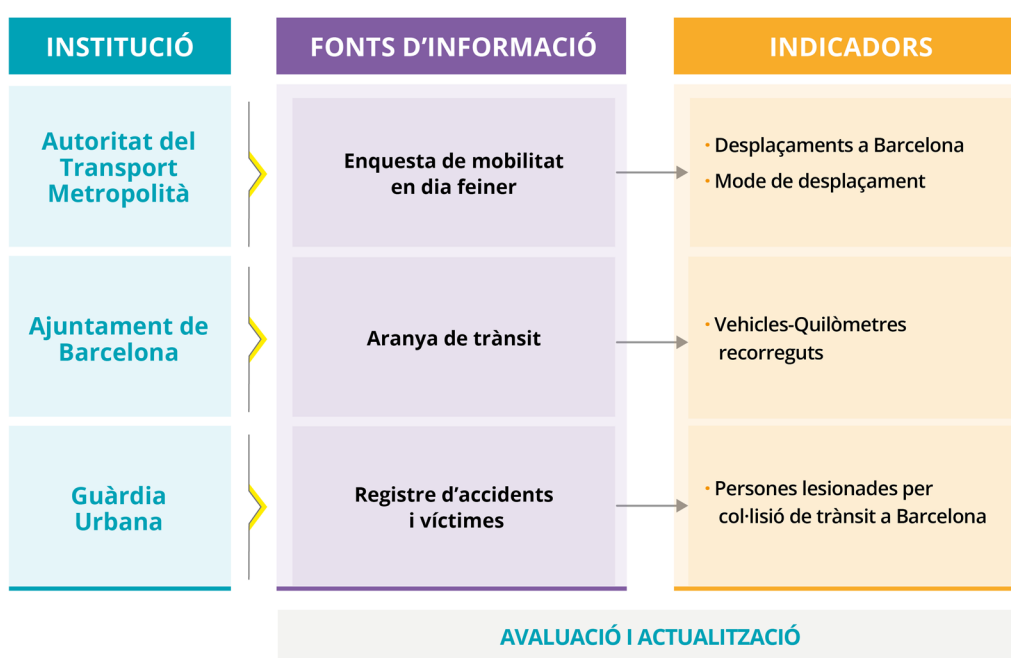 INSTITUCIÓ
FONTS D’INFORMACIÓ
INDICADORS
Autoritat del
Transport
Metropolità
Enquesta de mobilitat
en dia feiner
· Desplaçaments a Barcelona
· Mode de desplaçament
Ajuntament de
Barcelona
Aranya de trànsit
· Vehicles-Quilòmetres
recorreguts
Guàrdia
Urbana
Registre d’accidents
i víctimes
· Persones lesionades per
col·lisió de trànsit a Barcelona
AVALUACIÓ I ACTUALITZACIÓ